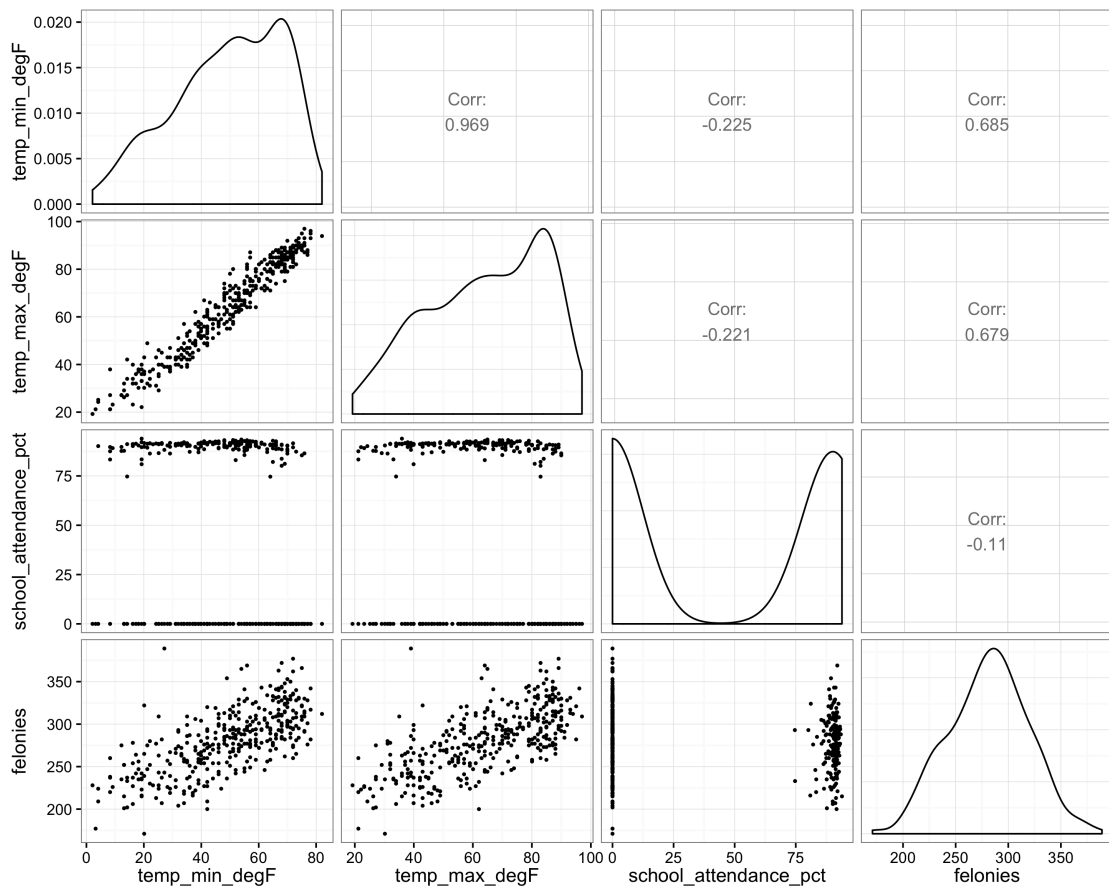 temp_min_degF
0.020
0.015
0.010
0.005
0.000
Corr:
0.969
Corr:
-0.225
Corr:
0.685
temp_max_degF
100
80
60
40
20
Corr:
-0.221
Corr:
0.679
school_attendance_pct
75
50
25
0
Corr:
-0.11
felonies
350
300
250
200
0 20 40 60 80
20 40 60 80 100
0 25 50 75
200 250 300 350
temp_min_degF temp_max_degF school_attendance_pct felonies